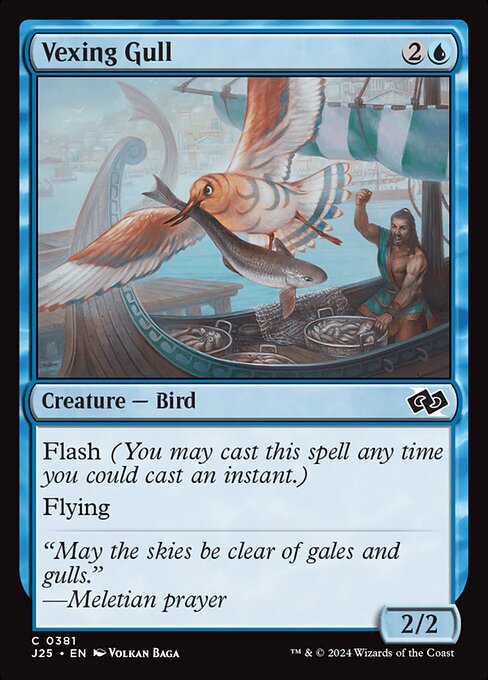 Vexing Gull 2
Creature — Bird
Flash (You may cast this spell any time
you could cast an instant.)
Flying
“May the skies be clear of gales and
gulls.”
—Meletian prayer
2/2
C 0381
J25 • EN Volkan Baga
™ & © 2024 Wizards of the Coast